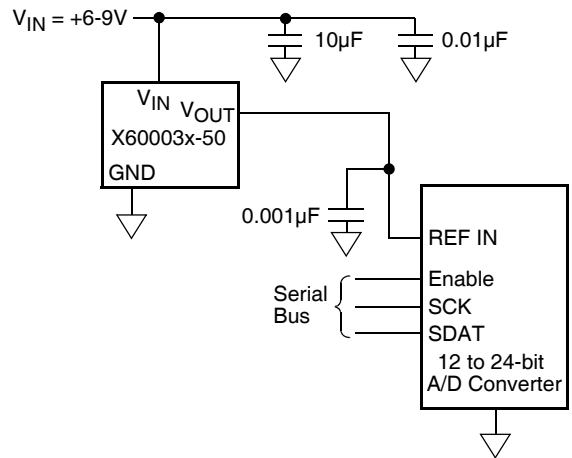 VIN = +6-9V
10µF
0.01µF
VIN
VOUT
X60003x-50
GND
0.001µF
REF IN
Enable
Serial
Bus
SCK
SDAT
12 to 24-bit
A/D Converter